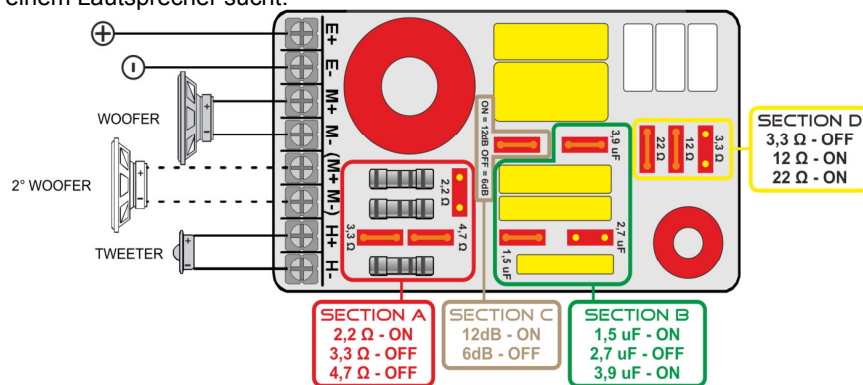 einem Lautsprecher sucht.
E+
E-
M+
M-
(M+
M-)
H+
H-
WOOFER
2° WOOFER
TWEETER
ON = 12dB OFF = 6dB
3,9 uF
22 Ω
12 Ω
3,3 Ω
2,2 Ω
3,3 Ω
4,7 Ω
1,5 uF
2,7 uF
SECTION D
3,3 Ω - OFF
12 Ω - ON
22 Ω - ON
SECTION A
2,2 Ω - ON
3,3 Ω - OFF
4,7 Ω - OFF
SECTION C
12dB - ON
6dB - OFF
SECTION B
1,5 uF - ON
2,7 uF - OFF
3,9 uF - ON